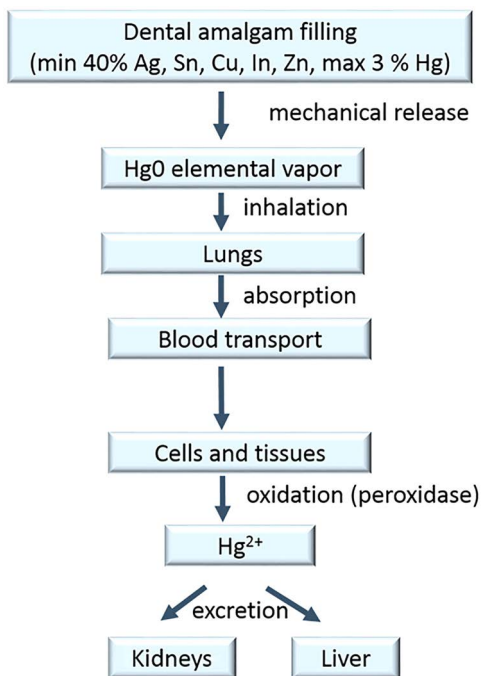 Dental amalgam filling
(min 40% Ag, Sn, Cu, In, Zn, max 3 % Hg)
mechanical release
Hg0 elemental vapor
inhalation
Lungs
absorption
Blood transport
Cells and tissues
oxidation (peroxidase)
Hg²⁺
excretion
Kidneys
Liver